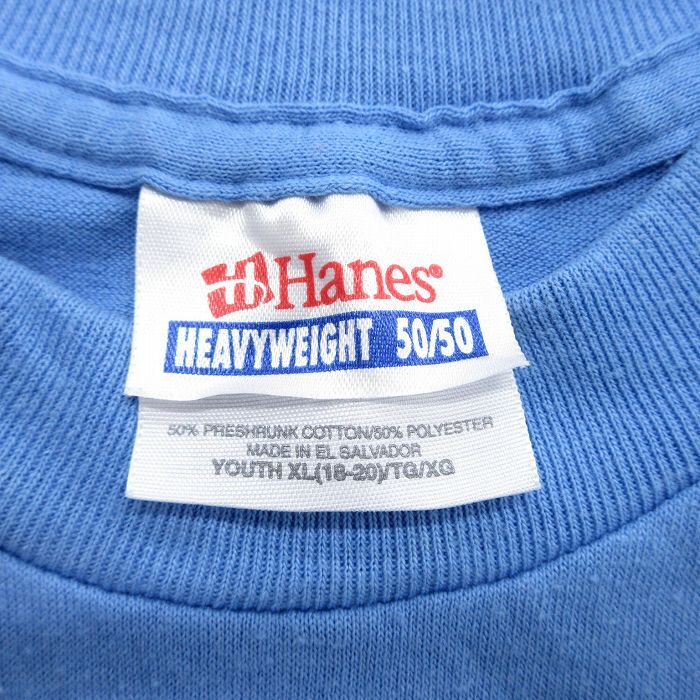 Hanes®
HEAVYWEIGHT 50/50
50% PRESHRUNK COTTON/50% POLYESTER
MADE IN EL SALVADOR
YOUTH XL(18-20)/TG/XG